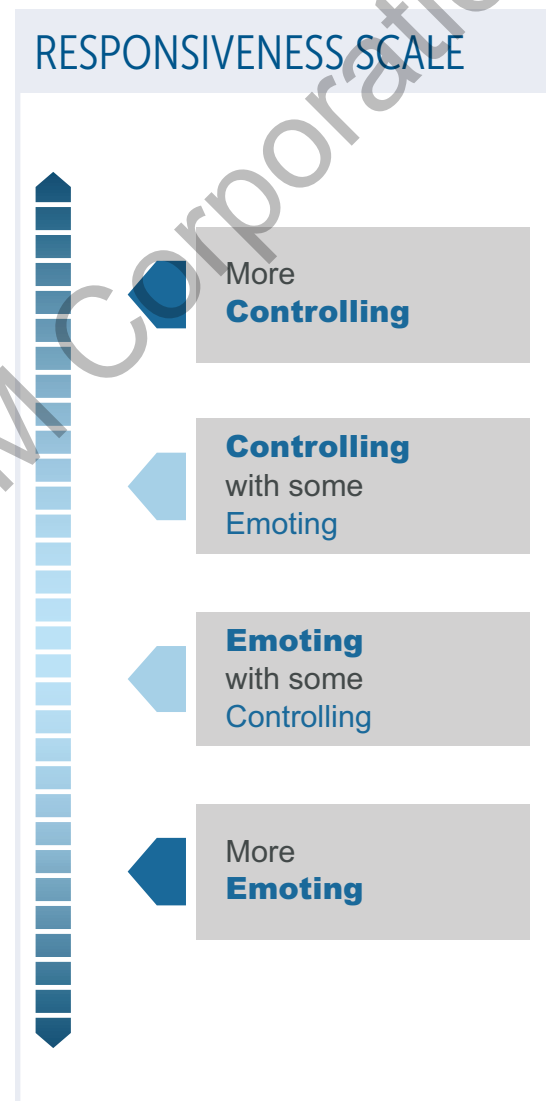 RESPONSIVENESS SCALE
More
Controlling
Controlling
with some
Emoting
Emoting
with some
Controlling
More
Emoting